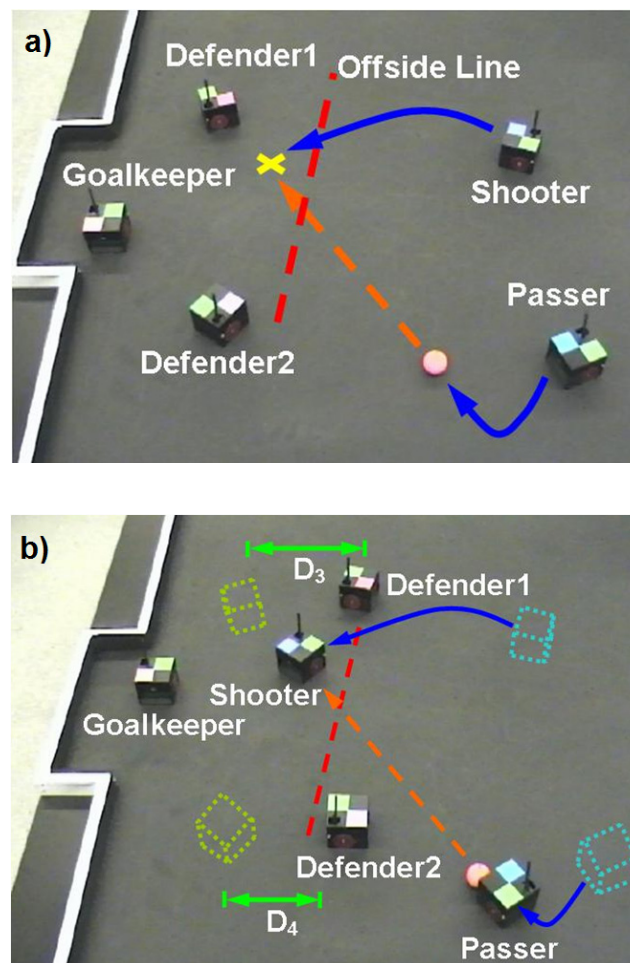 a)
Defender1
Offside Line
Goalkeeper
Shooter
Passer
Defender2
b)
D3
Defender1
Shooter
Goalkeeper
Defender2
D4
Passer